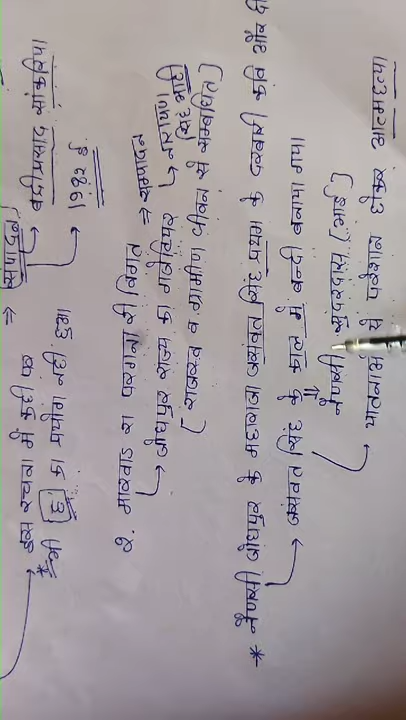 इस रचना में कहीं पर ⇒ सम्पादन → बद्रीप्रसाद सांकरिया
* भी ह का प्रयोग नहीं हुआ → 1982 ई.
2. मारवाड रा परगना री विगत ⇒ सम्पादन
→ जोधपुर राज्य का गजेटियर → नारायण सिंह भाटी
(राजस्व व ग्रामीण जीवन से सम्बंधित)
* नैणसी जोधपुर के महाराजा जसवंत सिंह प्रथम के दरबारी कवि और
→ जसवंत सिंह के काल में बन्दी बनाया गया
नैणसी सुन्दरदास (भाई)
→ यातनाओं से परेशान होकर आत्महत्या